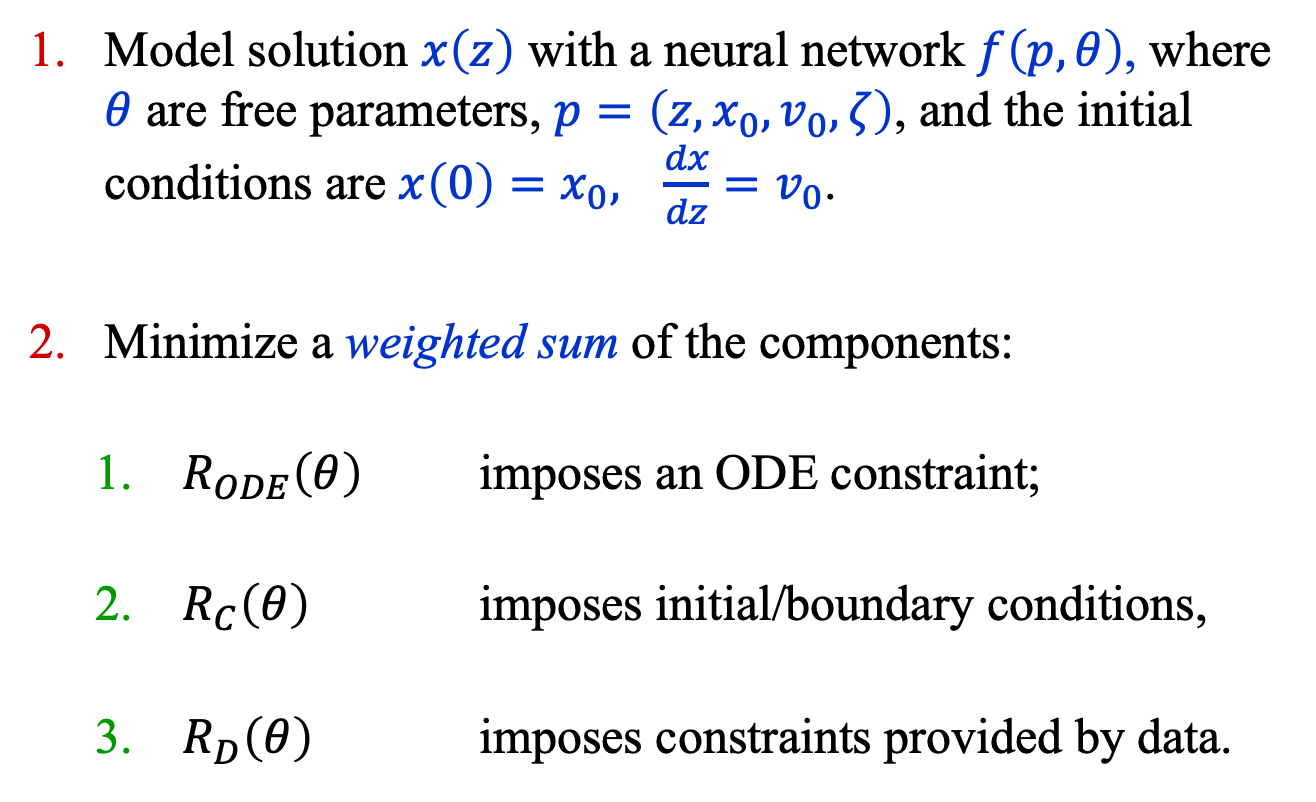 1. Model solution x(z) with a neural network f(p, θ), where
θ are free parameters, p = (z, x₀, v₀, ζ), and the initial
conditions are x(0) = x₀, dx/dz = v₀.
2. Minimize a weighted sum of the components:
1. R_ODE(θ) imposes an ODE constraint;
2. R_C(θ) imposes initial/boundary conditions,
3. R_D(θ) imposes constraints provided by data.